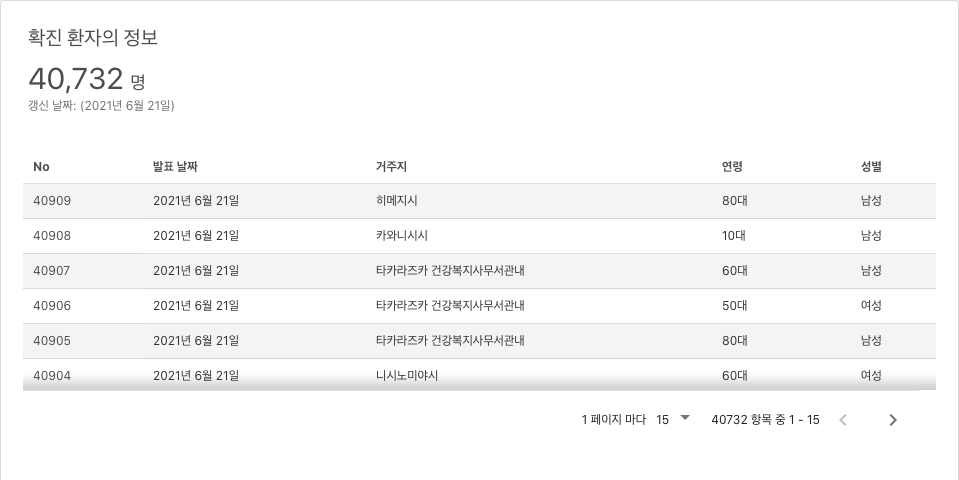 확진 환자의 정보
40,732 명
갱신 날짜: (2021년 6월 21일)
No 발표 날짜 거주지 연령 성별
40909 2021년 6월 21일 히메지시 80대 남성
40908 2021년 6월 21일 카와니시시 10대 남성
40907 2021년 6월 21일 타카라즈카 건강복지사무서관내 60대 남성
40906 2021년 6월 21일 타카라즈카 건강복지사무서관내 50대 여성
40905 2021년 6월 21일 타카라즈카 건강복지사무서관내 80대 남성
40904 2021년 6월 21일 니시노미야시 60대 여성
1 페이지 마다 15 40732 항목 중 1 - 15